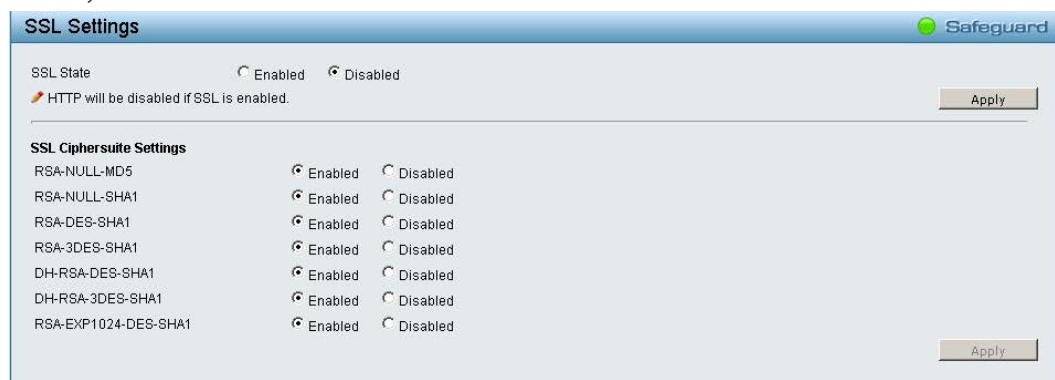 SSL Settings Safeguard
SSL State Enabled Disabled
HTTP will be disabled if SSL is enabled.
Apply
SSL Ciphersuite Settings
RSA-NULL-MD5 Enabled Disabled
RSA-NULL-SHA1 Enabled Disabled
RSA-DES-SHA1 Enabled Disabled
RSA-3DES-SHA1 Enabled Disabled
DH-RSA-DES-SHA1 Enabled Disabled
DH-RSA-3DES-SHA1 Enabled Disabled
RSA-EXP1024-DES-SHA1 Enabled Disabled
Apply